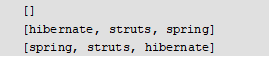 []
[hibernate, struts, spring]
[spring, struts, hibernate]